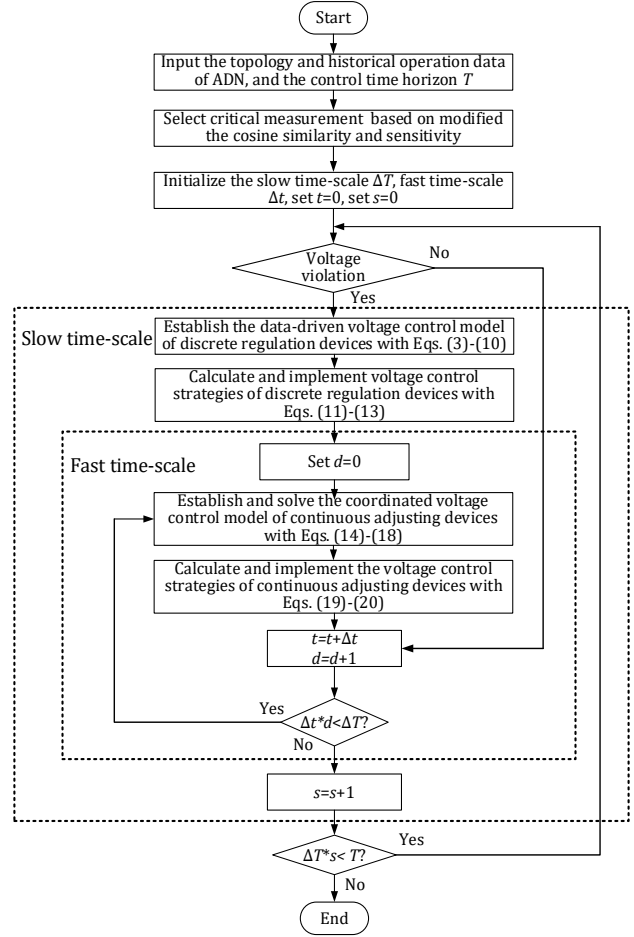 Start
Input the topology and historical operation data
of ADN, and the control time horizon T
Select critical measurement based on modified
the cosine similarity and sensitivity
Initialize the slow time-scale ΔT, fast time-scale
Δt, set t=0, set s=0
Voltage
violation
No
Yes
Slow time-scale
Establish the data-driven voltage control model
of discrete regulation devices with Eqs. (3)-(10)
Calculate and implement voltage control
strategies of discrete regulation devices with
Eqs. (11)-(13)
Fast time-scale
Set d=0
Establish and solve the coordinated voltage
control model of continuous adjusting devices
with Eqs. (14)-(18)
Calculate and implement the voltage control
strategies of continuous adjusting devices with
Eqs. (19)-(20)
t=t+Δt
d=d+1
Yes
Δt*d<ΔT?
No
s=s+1
ΔT*s< T?
Yes
No
End